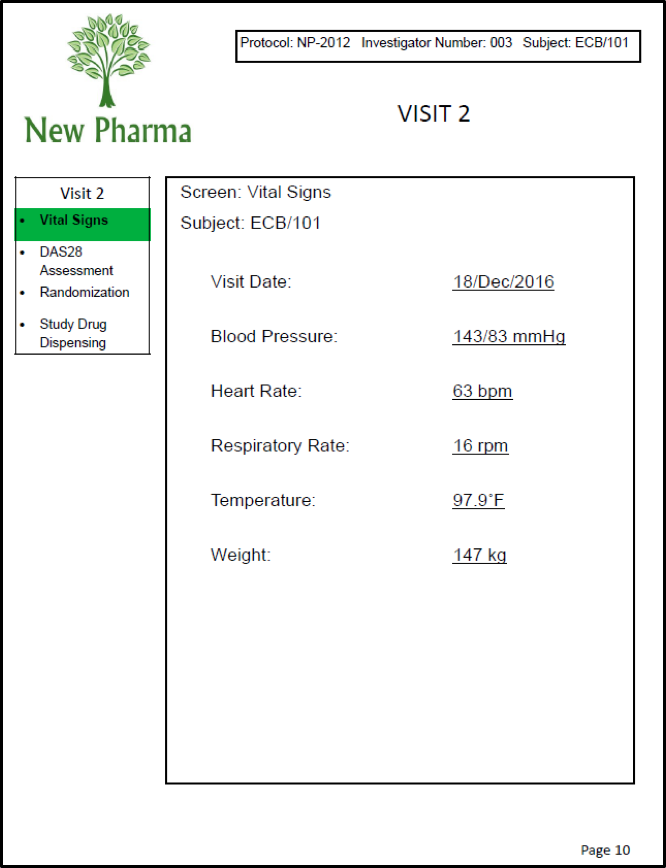 New Pharma
Protocol: NP-2012 Investigator Number: 003 Subject: ECB/101
VISIT 2
Visit 2
• Vital Signs
• DAS28
Assessment
• Randomization
• Study Drug
Dispensing
Screen: Vital Signs
Subject: ECB/101
Visit Date: 18/Dec/2016
Blood Pressure: 143/83 mmHg
Heart Rate: 63 bpm
Respiratory Rate: 16 rpm
Temperature: 97.9°F
Weight: 147 kg
Page 10